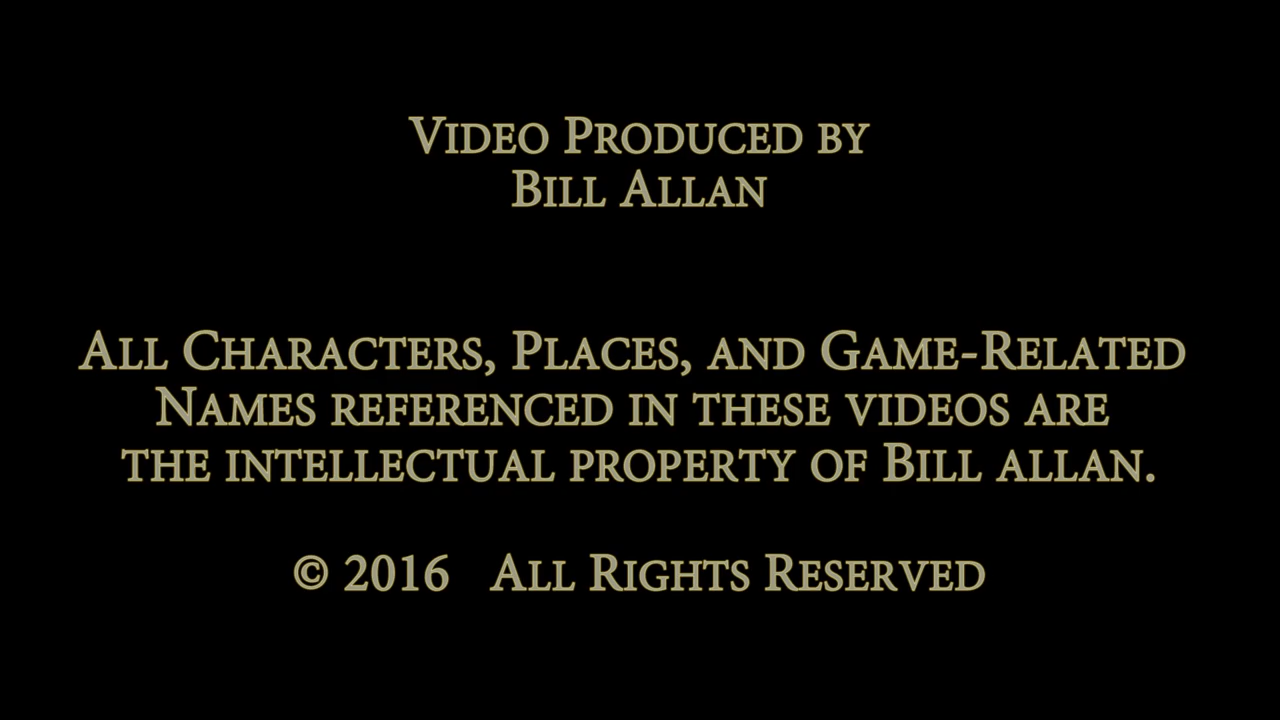 Video Produced by
Bill Allan
All Characters, Places, and Game-Related
Names referenced in these videos are
the intellectual property of Bill allan.
© 2016 All Rights Reserved